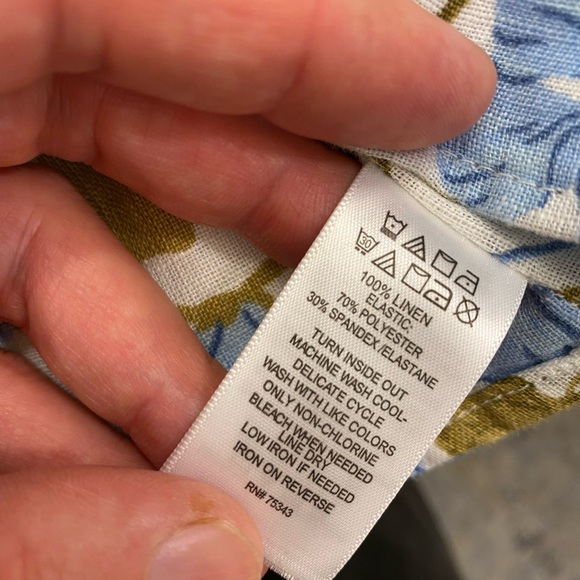 30
100% LINEN
ELASTIC:
70% POLYESTER
30% SPANDEX /ELASTANE
TURN INSIDE OUT
MACHINE WASH COOL-
DELICATE CYCLE
WASH WITH LIKE COLORS
ONLY NON-CHLORINE
BLEACH WHEN NEEDED
LINE DRY
LOW IRON IF NEEDED
IRON ON REVERSE
RN# 75343